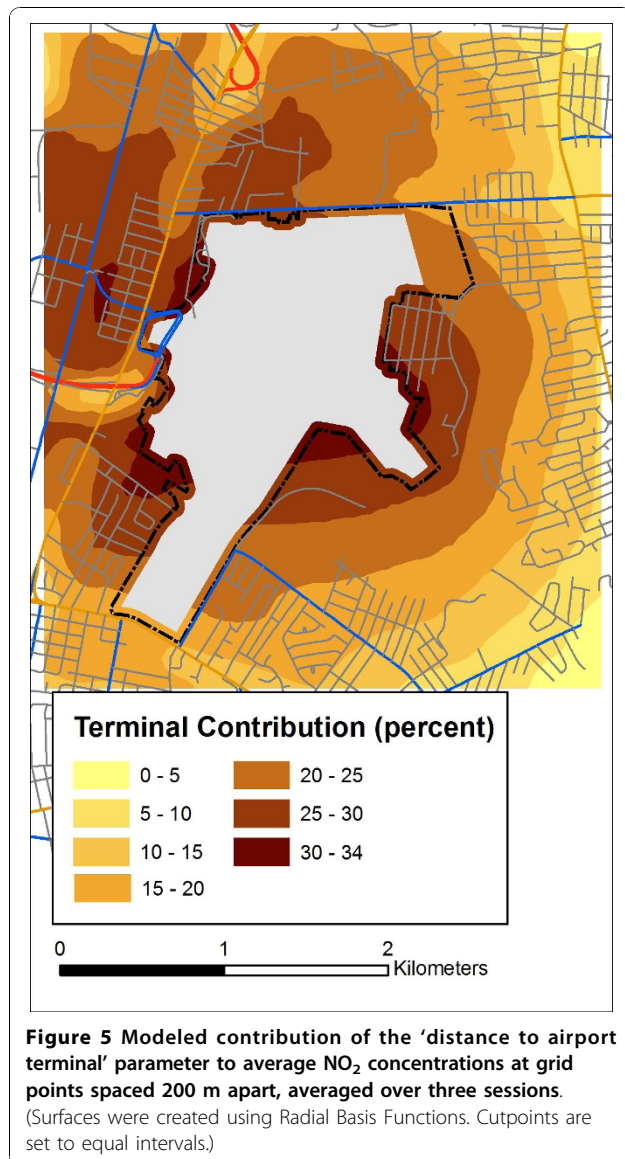 Terminal Contribution (percent)
0 - 5
5 - 10
10 - 15
15 - 20
20 - 25
25 - 30
30 - 34
0 1 2
Kilometers
Figure 5 Modeled contribution of the ‘distance to airport
terminal’ parameter to average NO₂ concentrations at grid
points spaced 200 m apart, averaged over three sessions.
(Surfaces were created using Radial Basis Functions. Cutpoints are
set to equal intervals.)